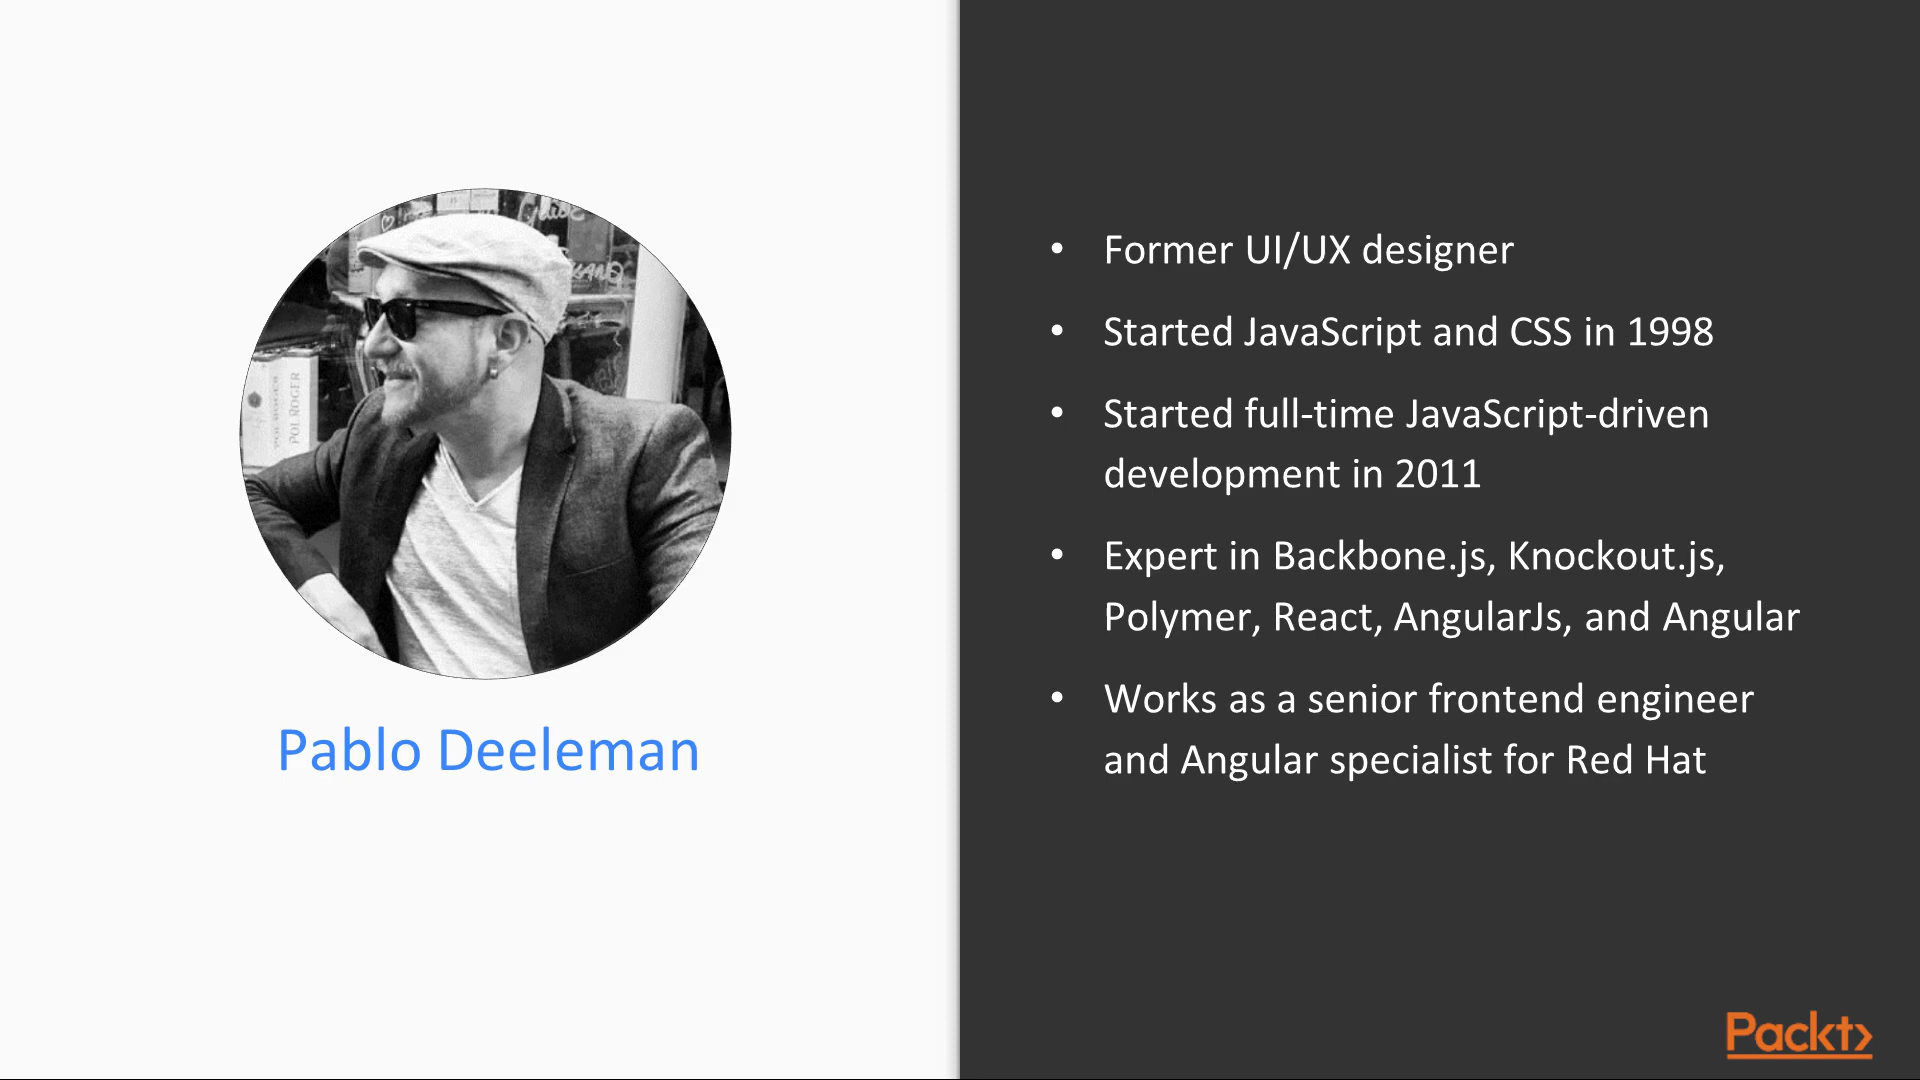 POL ROGER
Pablo Deeleman
• Former UI/UX designer
• Started JavaScript and CSS in 1998
• Started full-time JavaScript-driven
development in 2011
• Expert in Backbone.js, Knockout.js,
Polymer, React, AngularJs, and Angular
• Works as a senior frontend engineer
and Angular specialist for Red Hat
Packt>